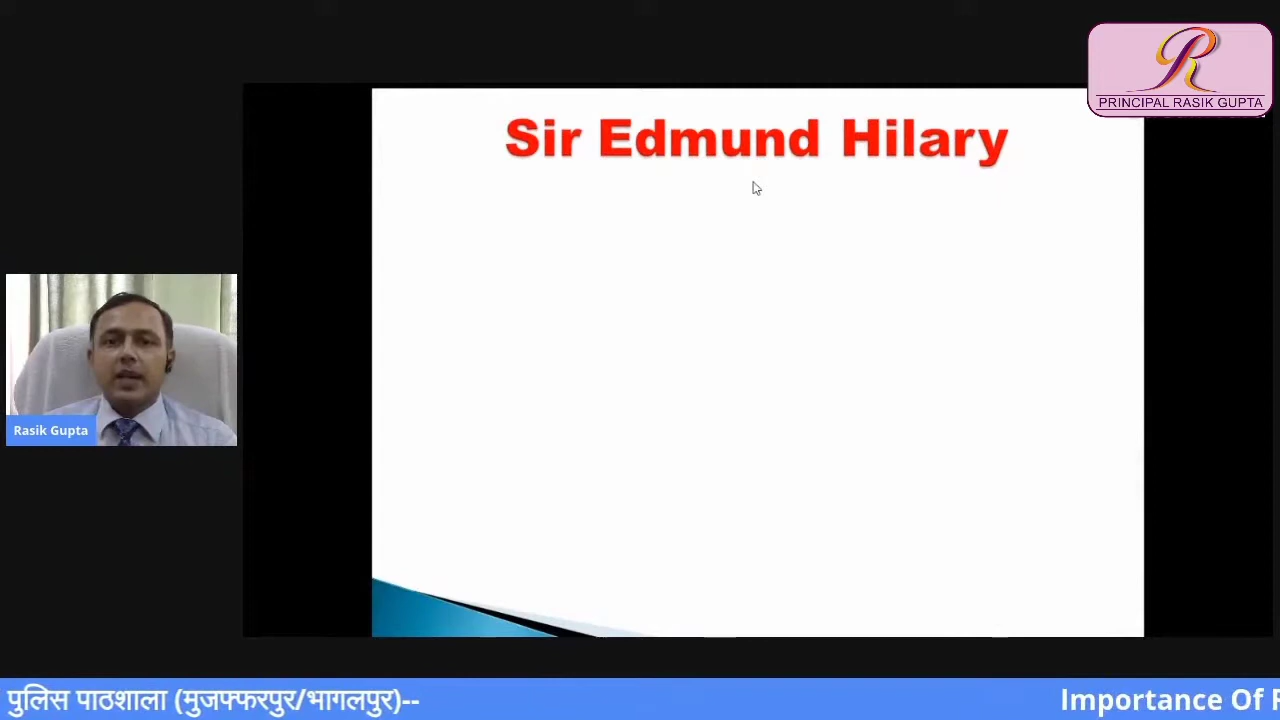 PRINCIPAL RASIK GUPTA
Sir Edmund Hilary
Rasik Gupta
पुलिस पाठशाला (मुजफ्फरपुर/भागलपुर)--
Importance Of